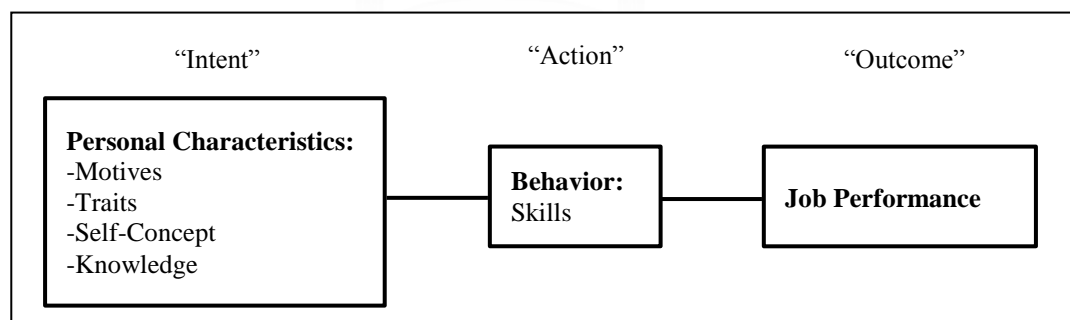 “Intent”
“Action”
“Outcome”
Personal Characteristics:
-Motives
-Traits
-Self-Concept
-Knowledge
Behavior:
Skills
Job Performance